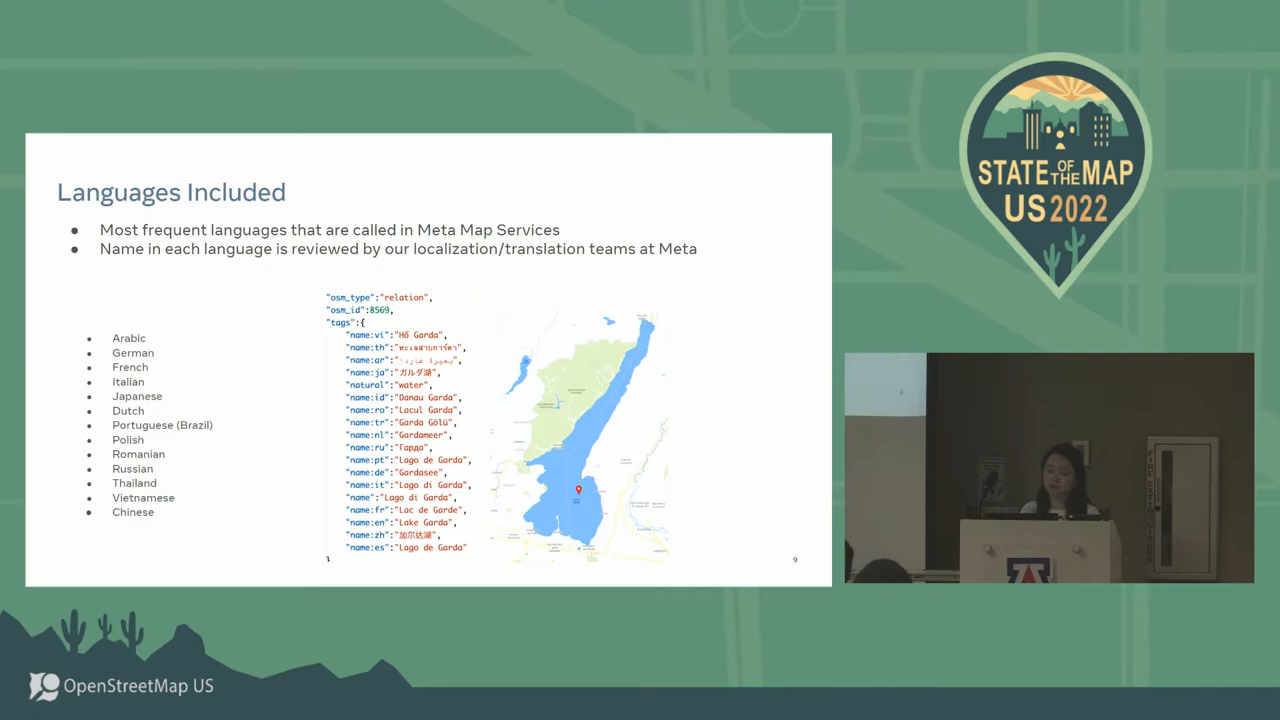 Languages Included
● Most frequent languages that are called in Meta Map Services
● Name in each language is reviewed by our localization/translation teams at Meta
● Arabic
● German
● French
● Italian
● Japanese
● Dutch
● Portuguese (Brazil)
● Polish
● Romanian
● Russian
● Thailand
● Vietnamese
● Chinese
"osm_type":"relation",
"osm_id":8569,
"tags":{
"name:vi":"Hồ Garda",
"name:th":"ทะเลสาบการ์ดา",
"name:ar":"بحيرة غاردا",
"name:ja":"ガルダ湖",
"natural":"water",
"name:id":"Danau Garda",
"name:ro":"Lacul Garda",
"name:tr":"Garda Gölü",
"name:nl":"Gardameer",
"name:ru":"Гарда",
"name:pt":"Lago de Garda",
"name:de":"Gardasee",
"name:it":"Lago di Garda",
"name":"Lago di Garda",
"name:fr":"Lac de Garde",
"name:en":"Lake Garda",
"name:zh":"加尔达湖",
"name:es":"Lago de Garda"
}
9
STATE OF THE MAP
US 2022
FIRE EXTINGUISHER
A
OpenStreetMap US